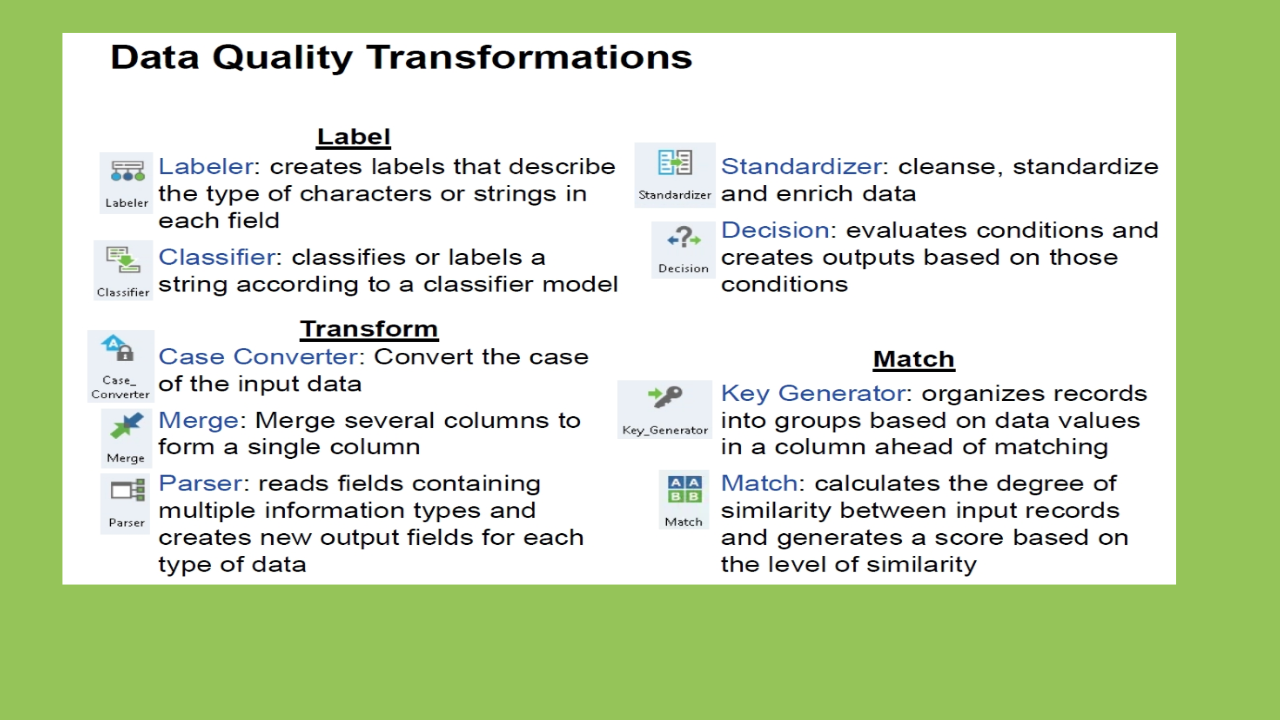 Data Quality Transformations
Label
Labeler
Labeler: creates labels that describe
the type of characters or strings in
each field
Classifier
Classifier: classifies or labels a
string according to a classifier model
Transform
Case_
Converter
Case Converter: Convert the case
of the input data
Merge
Merge: Merge several columns to
form a single column
Parser
Parser: reads fields containing
multiple information types and
creates new output fields for each
type of data
Standardizer
Standardizer: cleanse, standardize
and enrich data
Decision
Decision: evaluates conditions and
creates outputs based on those
conditions
Match
Key_Generator
Key Generator: organizes records
into groups based on data values
in a column ahead of matching
A A
B B
Match
Match: calculates the degree of
similarity between input records
and generates a score based on
the level of similarity